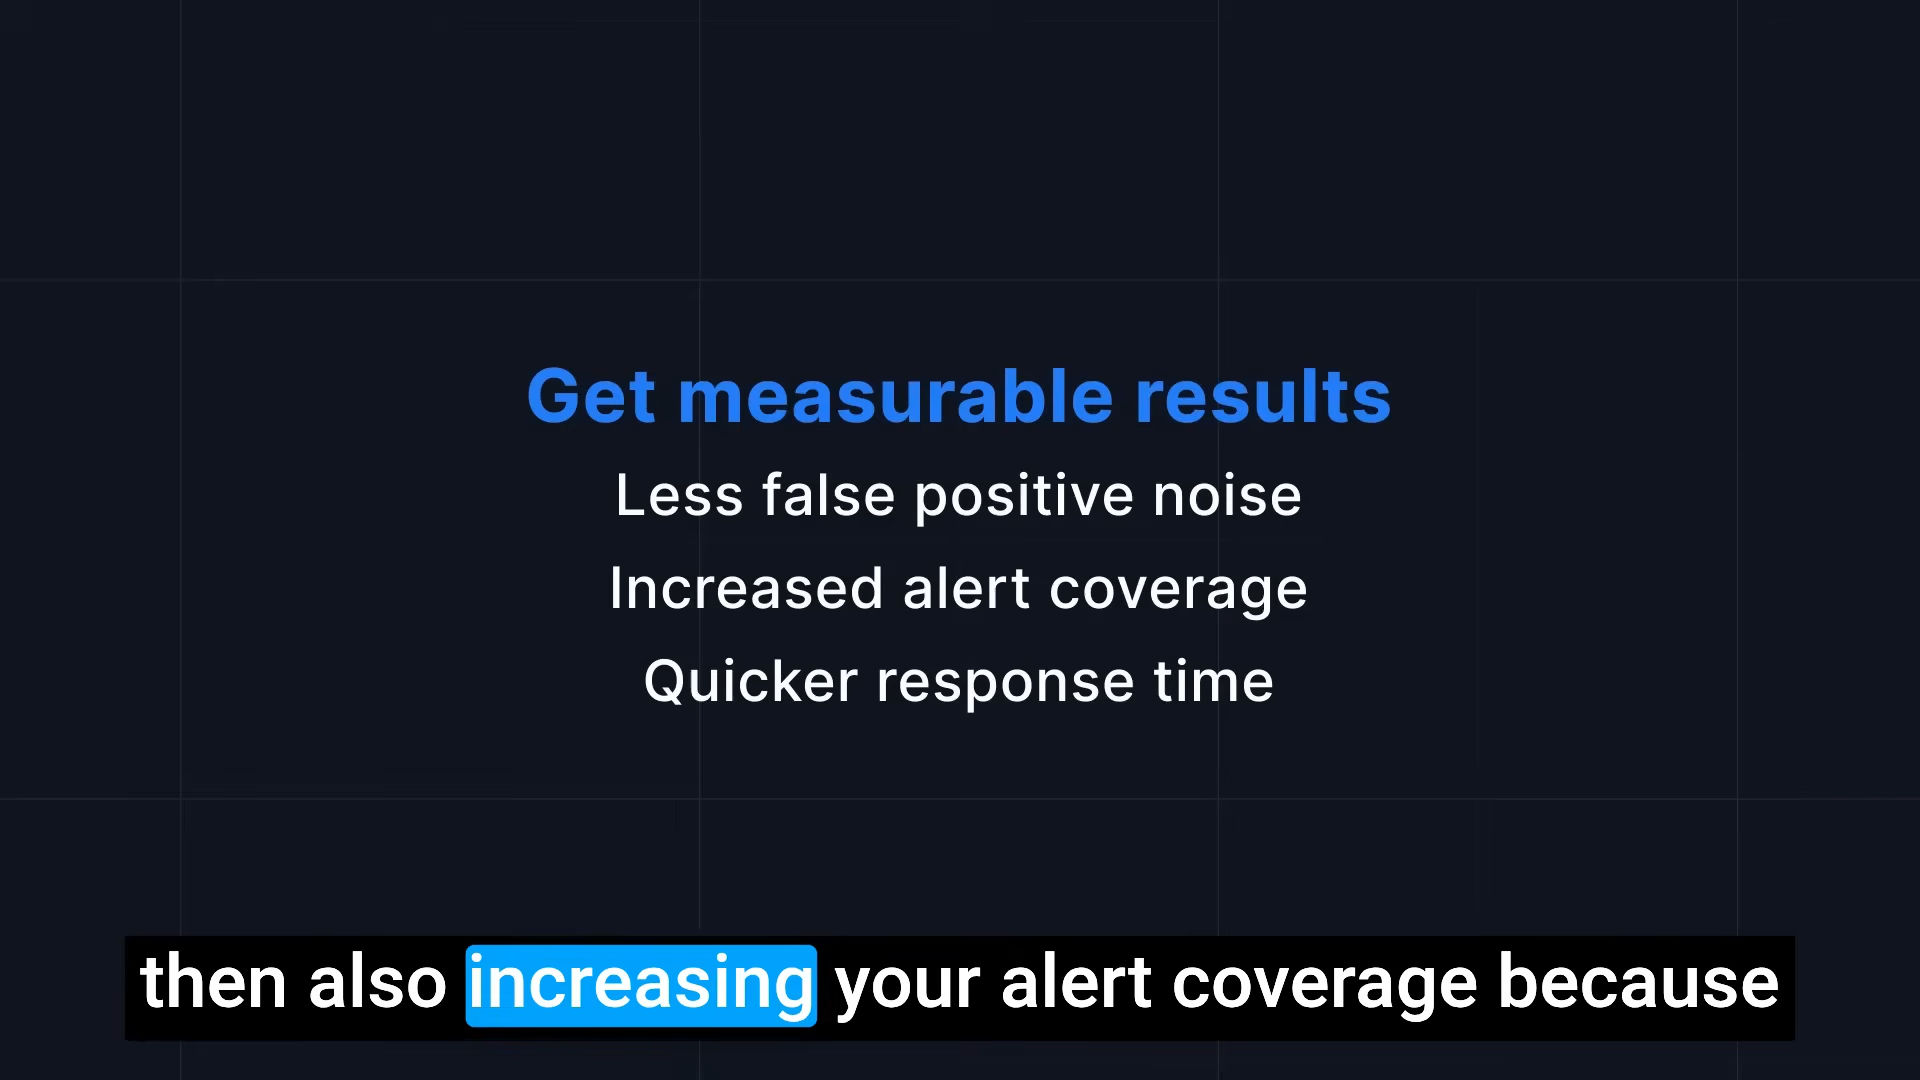 Get measurable results
Less false positive noise
Increased alert coverage
Quicker response time
then also increasing your alert coverage because